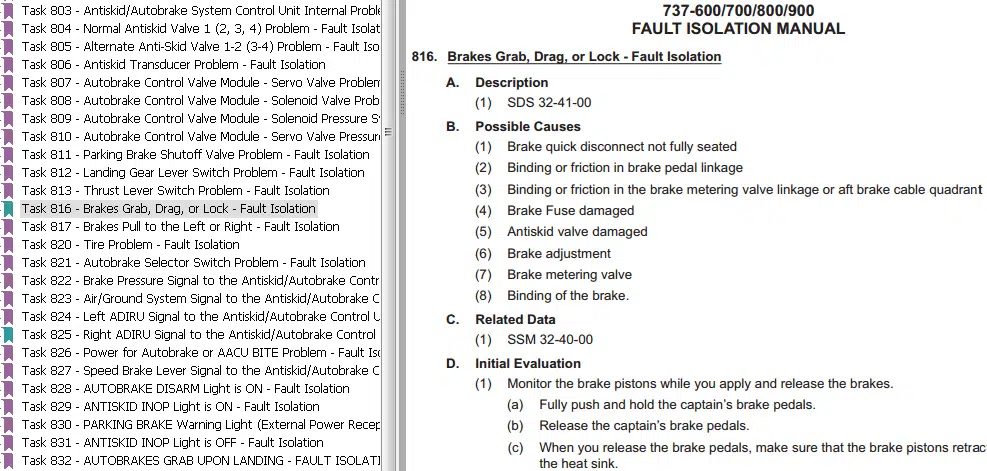 Task 803 - Antiskid/Autobrake System Control Unit Internal Proble
Task 804 - Normal Antiskid Valve 1 (2, 3, 4) Problem - Fault Isolat
Task 805 - Alternate Anti-Skid Valve 1-2 (3-4) Problem - Fault Iso
Task 806 - Antiskid Transducer Problem - Fault Isolation
Task 807 - Autobrake Control Valve Module - Servo Valve Problem
Task 808 - Autobrake Control Valve Module - Solenoid Valve Prob
Task 809 - Autobrake Control Valve Module - Solenoid Pressure S
Task 810 - Autobrake Control Valve Module - Servo Valve Pressur
Task 811 - Parking Brake Shutoff Valve Problem - Fault Isolation
Task 812 - Landing Gear Lever Switch Problem - Fault Isolation
Task 813 - Thrust Lever Switch Problem - Fault Isolation
Task 816 - Brakes Grab, Drag, or Lock - Fault Isolation
Task 817 - Brakes Pull to the Left or Right - Fault Isolation
Task 820 - Tire Problem - Fault Isolation
Task 821 - Autobrake Selector Switch Problem - Fault Isolation
Task 822 - Brake Pressure Signal to the Antiskid/Autobrake Contr
Task 823 - Air/Ground System Signal to the Antiskid/Autobrake C
Task 824 - Left ADIRU Signal to the Antiskid/Autobrake Control U
Task 825 - Right ADIRU Signal to the Antiskid/Autobrake Control
Task 826 - Power for Autobrake or AACU BITE Problem - Fault Iso
Task 827 - Speed Brake Lever Signal to the Antiskid/Autobrake C
Task 828 - AUTOBRAKE DISARM Light is ON - Fault Isolation
Task 829 - ANTISKID INOP Light is ON - Fault Isolation
Task 830 - PARKING BRAKE Warning Light (External Power Recep
Task 831 - ANTISKID INOP Light is OFF - Fault Isolation
Task 832 - AUTOBRAKES GRAB UPON LANDING - FAULT ISOLATI
737-600/700/800/900
FAULT ISOLATION MANUAL
816. Brakes Grab, Drag, or Lock - Fault Isolation
A. Description
(1) SDS 32-41-00
B. Possible Causes
(1) Brake quick disconnect not fully seated
(2) Binding or friction in brake pedal linkage
(3) Binding or friction in the brake metering valve linkage or aft brake cable quadrant
(4) Brake Fuse damaged
(5) Antiskid valve damaged
(6) Brake adjustment
(7) Brake metering valve
(8) Binding of the brake.
C. Related Data
(1) SSM 32-40-00
D. Initial Evaluation
(1) Monitor the brake pistons while you apply and release the brakes.
(a) Fully push and hold the captain's brake pedals.
(b) Release the captain's brake pedals.
(c) When you release the brake pedals, make sure that the brake pistons retrac
the heat sink.